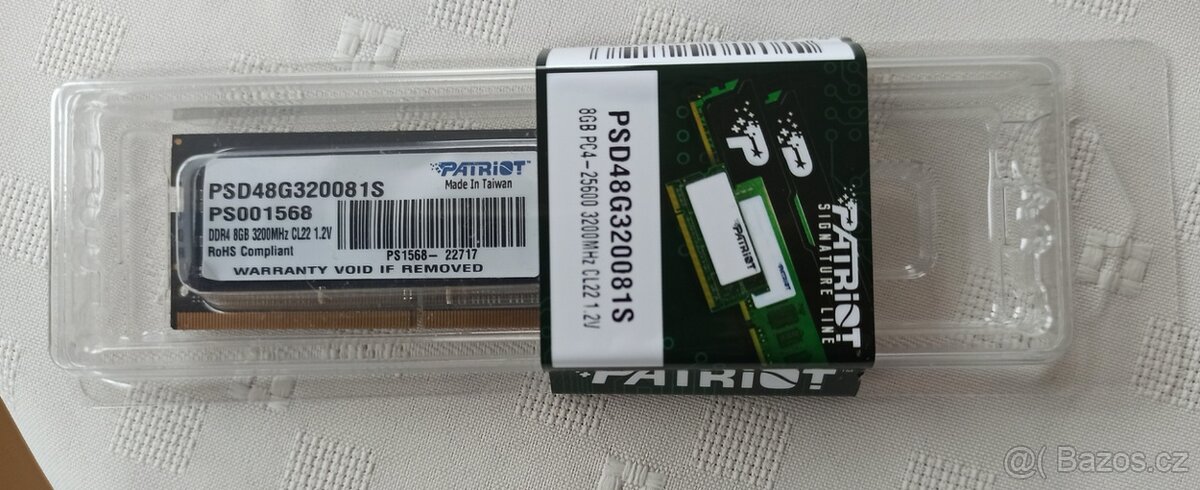 PATRIOT
Made In Taiwan
PSD48G320081S
PS001568
DDR4 8GB 3200MHz CL22 1.2V
RoHS Compliant
PS1568- 22717
WARRANTY VOID IF REMOVED
PSD48G320081S
8GB PC4-25600 3200MHz CL22 1.2V
P
P
PATRIOT
PATRIOT
PATRIOT
SIGNATURE LINE
PATRIOT
@( Bazos.cz